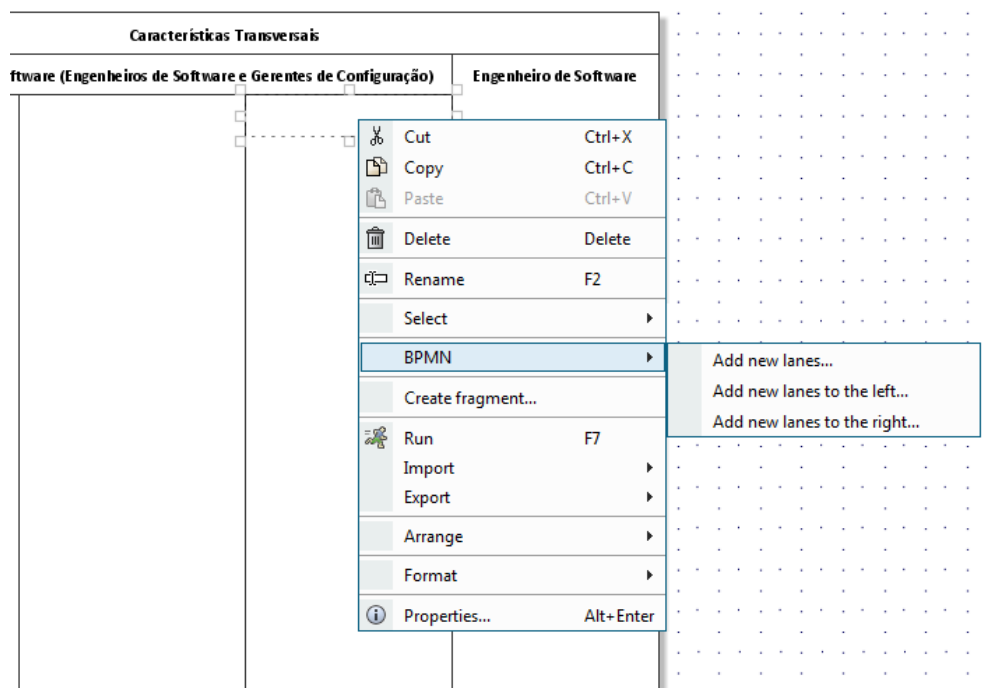 Características Transversais
ftware (Engenheiros de Software e Gerentes de Configuração) Engenheiro de Software
Cut Ctrl+X
Copy Ctrl+C
Paste Ctrl+V
Delete Delete
Rename F2
Select
BPMN
Add new lanes...
Add new lanes to the left...
Add new lanes to the right...
Create fragment...
Run F7
Import
Export
Arrange
Format
Properties... Alt+Enter